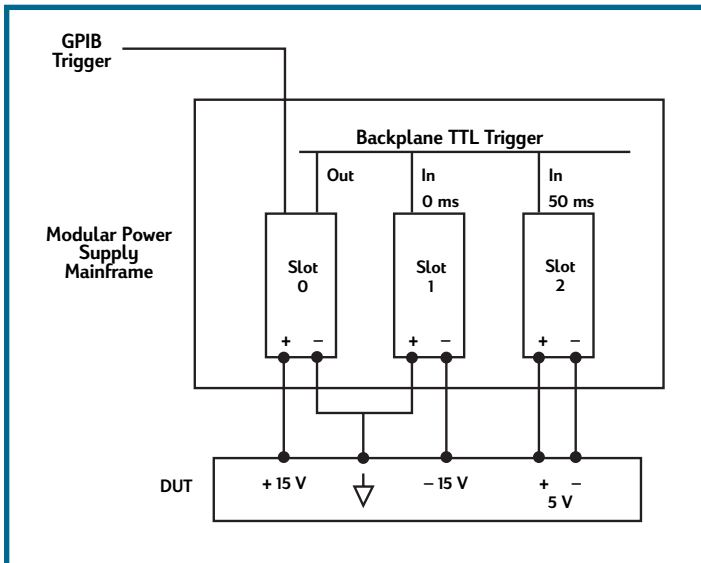 GPIB
Trigger
Backplane TTL Trigger
Out
In
0 ms
In
50 ms
Modular Power
Supply
Mainframe
Slot
0
Slot
1
Slot
2
+ –
+ –
+ –
DUT
+ 15 V
– 15 V
+ –
5 V